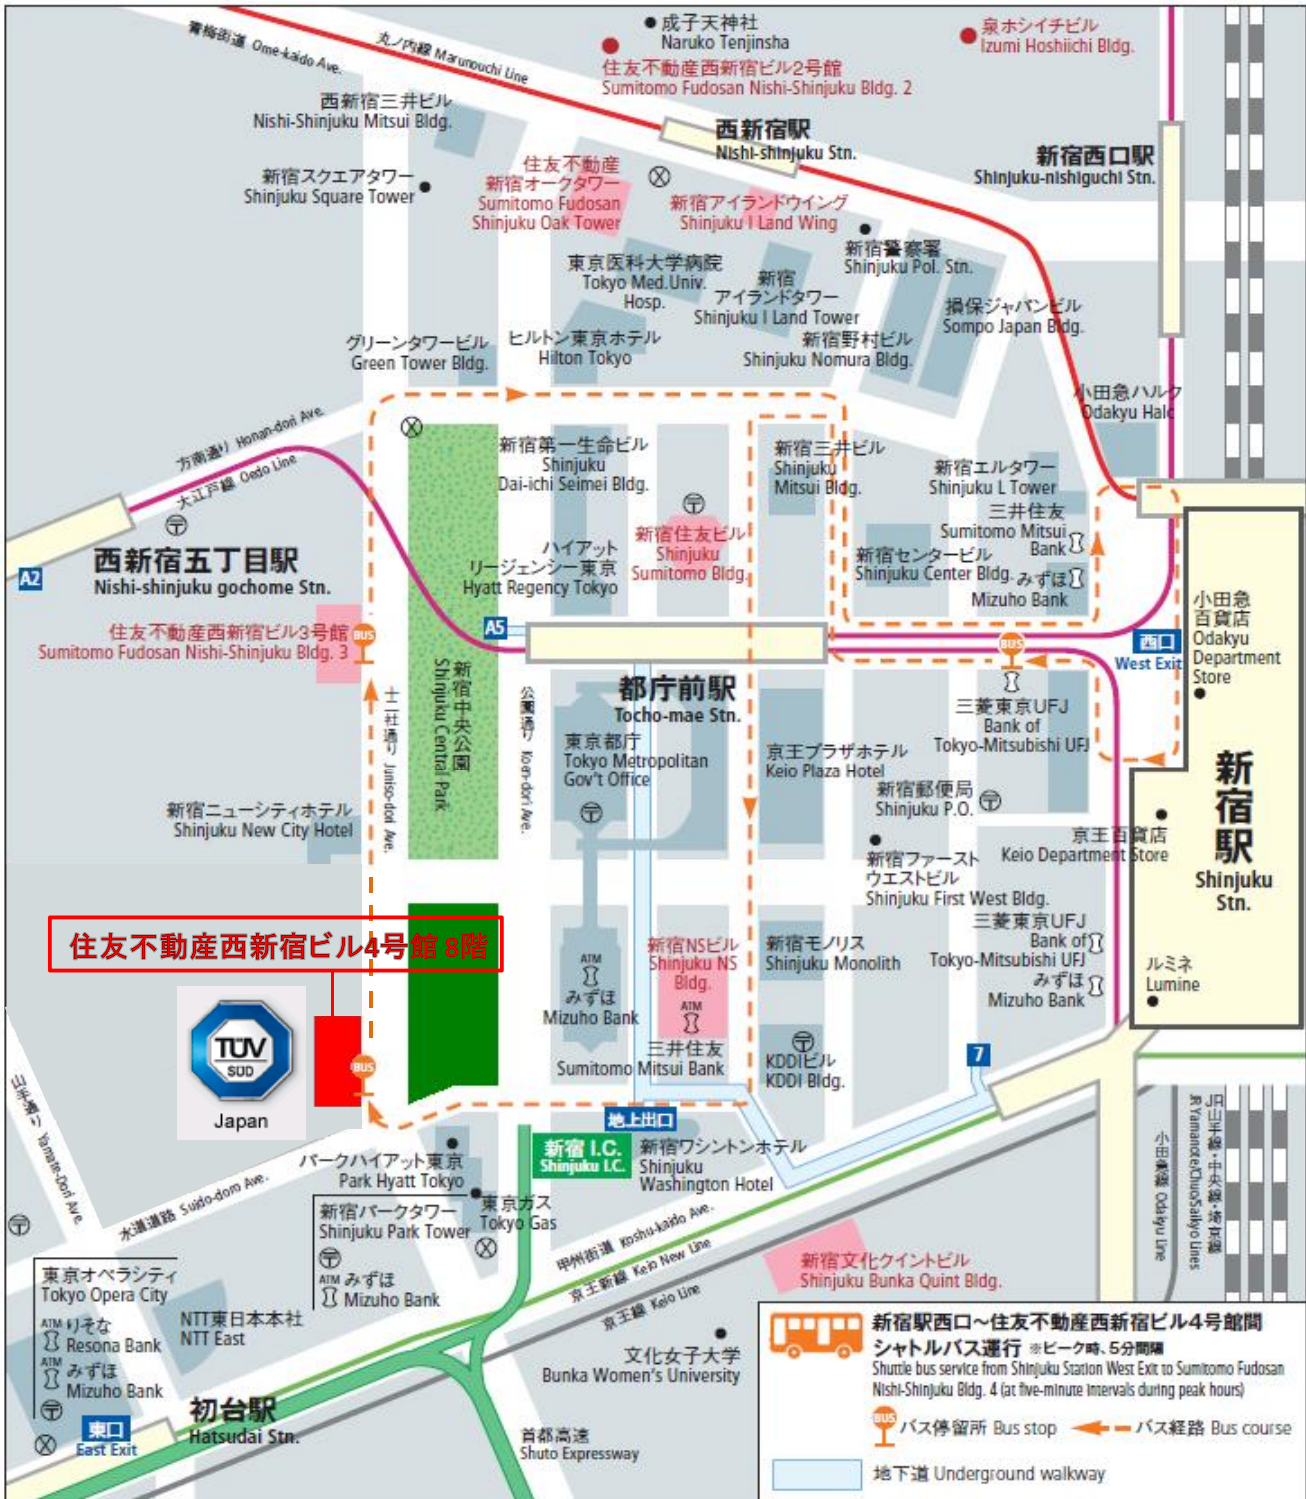 青梅街道 Ome-kaido Ave.
丸ノ内線 Marunouchi Line
成子天神社
Naruko Tenjinsha
泉ホシイチビル
Izumi Hoshiichi Bldg.
住友不動産西新宿ビル2号館
Sumitomo Fudosan Nishi-Shinjuku Bldg. 2
西新宿三井ビル
Nishi-Shinjuku Mitsui Bldg.
西新宿駅
Nishi-shinjuku Stn.
新宿西口駅
Shinjuku-nishiguchi Stn.
新宿スクエアタワー
Shinjuku Square Tower
住友不動産
新宿オークタワー
Sumitomo Fudosan
Shinjuku Oak Tower
新宿アイランドウイング
Shinjuku I Land Wing
新宿警察署
Shinjuku Pol. Stn.
東京医科大学病院
Tokyo Med.Univ.
Hosp.
新宿
アイランドタワー
Shinjuku I Land Tower
損保ジャパンビル
Sompo Japan Bldg.
グリーンタワービル
Green Tower Bldg.
ヒルトン東京ホテル
Hilton Tokyo
新宿野村ビル
Shinjuku Nomura Bldg.
小田急ハルク
Odakyu Halc
方南通り Honan-dori Ave.
大江戸線 Oedo Line
新宿第一生命ビル
Shinjuku
Dai-ichi Seimei Bldg.
新宿三井ビル
Shinjuku
Mitsui Bldg.
新宿エルタワー
Shinjuku L Tower
三井住友
Sumitomo Mitsui
Bank
新宿住友ビル
Shinjuku
Sumitomo Bldg.
ハイアット
リージェンシー東京
Hyatt Regency Tokyo
新宿センタービル
Shinjuku Center Bldg.
みずほ
Mizuho Bank
西新宿五丁目駅
Nishi-shinjuku gochome Stn.
A2
小田急
百貨店
Odakyu
Department
Store
住友不動産西新宿ビル3号館
Sumitomo Fudosan Nishi-Shinjuku Bldg. 3
BUS
A5
BUS
西口
West Exit
新宿中央公園
Shinjuku Central Park
都庁前駅
Tocho-mae Stn.
十二社通り Juniso-dori Ave.
公園通り Koen-dori Ave.
東京都庁
Tokyo Metropolitan
Gov't Office
京王プラザホテル
Keio Plaza Hotel
三菱東京UFJ
Bank of
Tokyo-Mitsubishi UFJ
新宿郵便局
Shinjuku P.O.
新宿駅
Shinjuku
Stn.
新宿ニューシティホテル
Shinjuku New City Hotel
京王百貨店
Keio Department Store
新宿ファースト
ウエストビル
Shinjuku First West Bldg.
住友不動産西新宿ビル4号館 8階
新宿NSビル
Shinjuku NS
Bldg.
ATM
新宿モノリス
Shinjuku Monolith
三菱東京UFJ
Bank of
Tokyo-Mitsubishi UFJ
みずほ
Mizuho Bank
ルミネ
Lumine
ATM
みずほ
Mizuho Bank
三井住友
Sumitomo Mitsui Bank
KDDIビル
KDDI Bldg.
7
TÜV
SÜD
Japan
BUS
地上出口
新宿 I.C.
Shinjuku I.C.
新宿ワシントンホテル
Shinjuku
Washington Hotel
山手通り Yamate-Dori Ave.
水道道路 Suido-doro Ave.
パークハイアット東京
Park Hyatt Tokyo
新宿パークタワー
Shinjuku Park Tower
ATM みずほ
Mizuho Bank
東京ガス
Tokyo Gas
甲州街道 Koshu-kaido Ave.
京王新線 Keio New Line
京王線 Keio Line
小田急線 Odakyu Line
JR山手線・中央線・埼京線
JR Yamanote/Chuo/Saikyo Lines
新宿文化クイントビル
Shinjuku Bunka Quint Bldg.
東京オペラシティ
Tokyo Opera City
ATM りそな
Resona Bank
ATM みずほ
Mizuho Bank
NTT東日本本社
NTT East
東口
East Exit
初台駅
Hatsudai Stn.
文化女子大学
Bunka Women's University
首都高速
Shuto Expressway
新宿駅西口～住友不動産西新宿ビル4号館間
シャトルバス運行 ※ピーク時、5分間隔
Shuttle bus service from Shinjuku Station West Exit to Sumitomo Fudosan
Nishi-Shinjuku Bldg. 4 (at five-minute intervals during peak hours)
BUS バス停留所 Bus stop バス経路 Bus course
地下道 Underground walkway